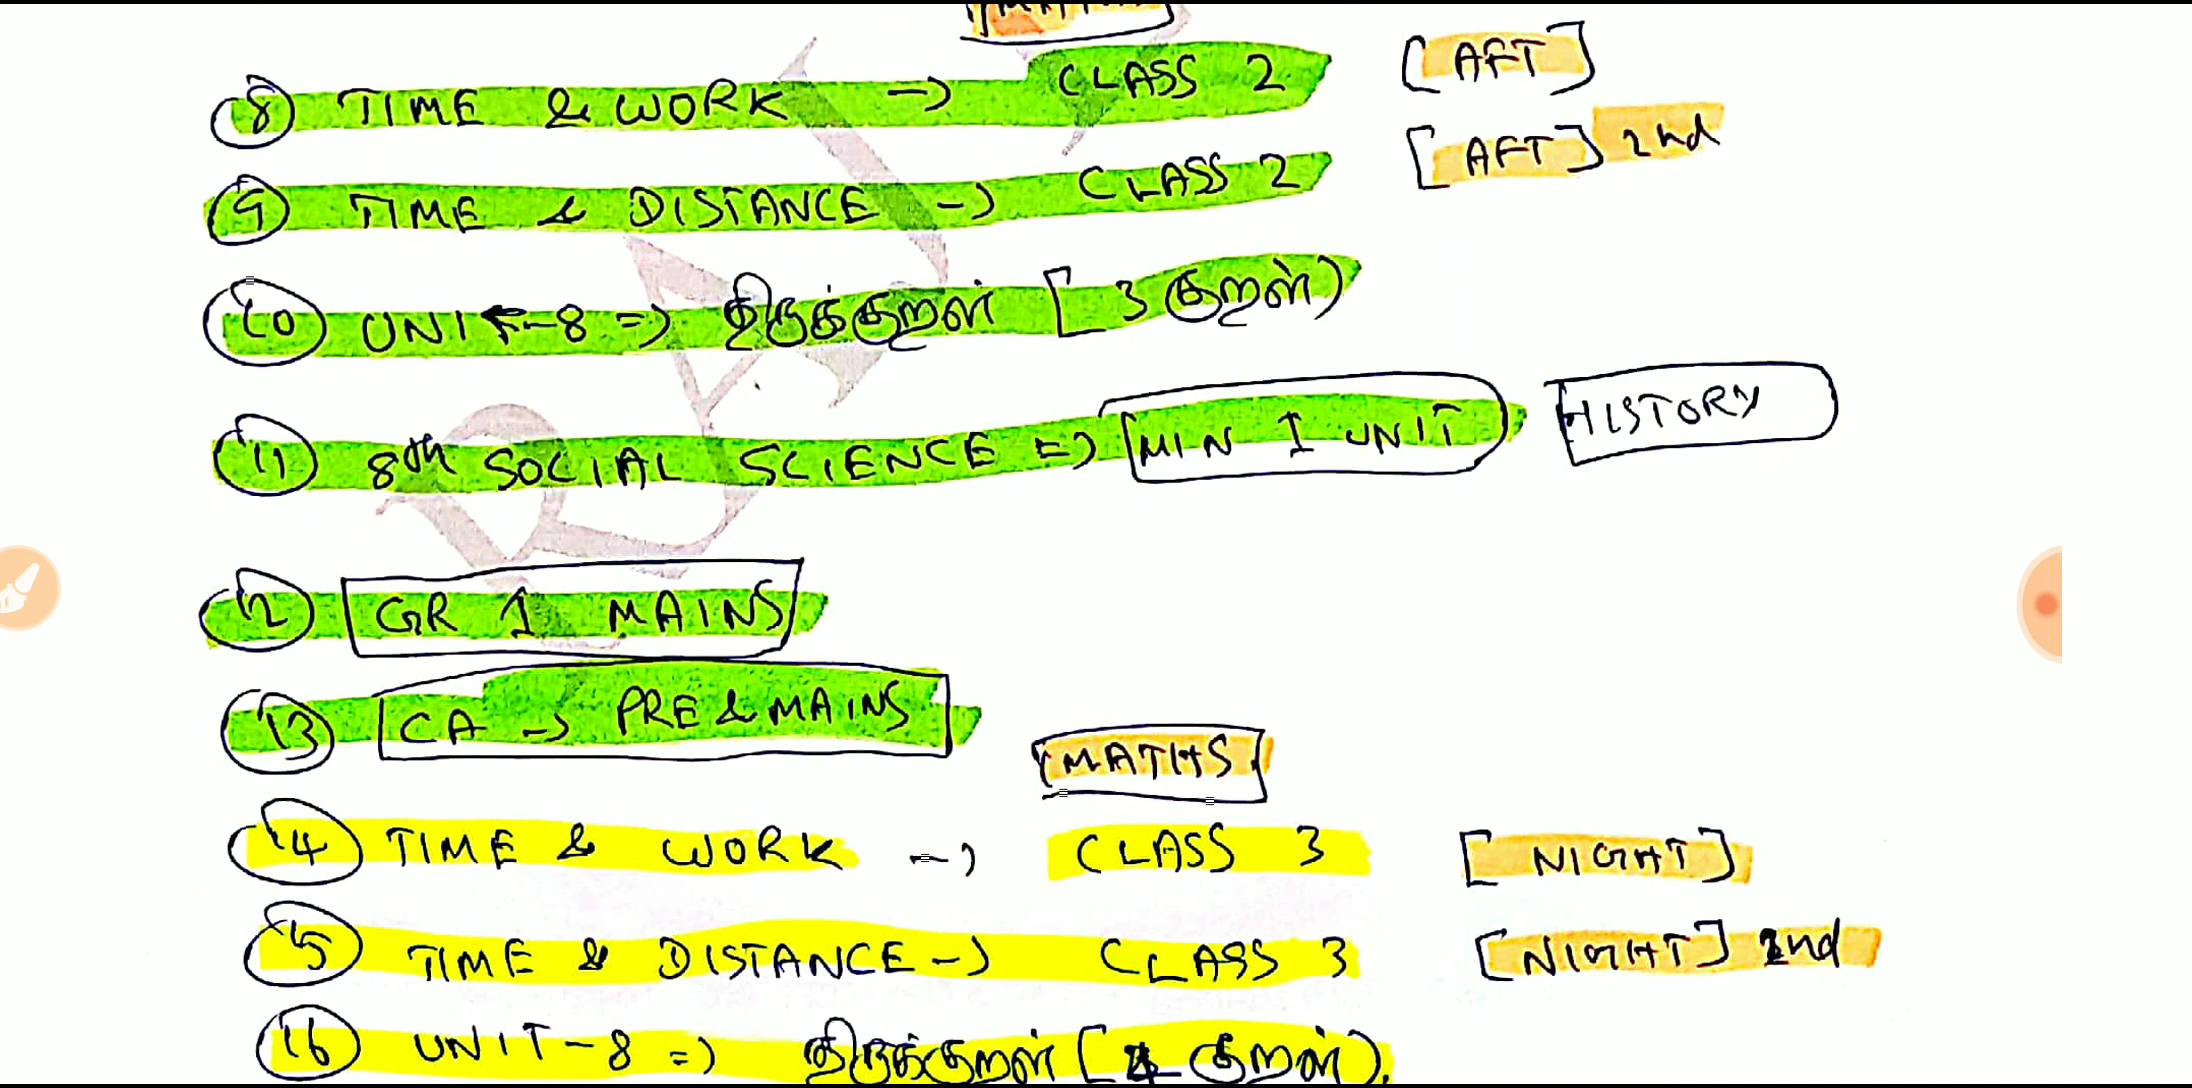 [AFT]
8 TIME & WORK -> CLASS 2
[AFT] 2nd
9 TIME & DISTANCE -> CLASS 2
10 UNIT-8 => திருக்குறள் [3 குறள்)
11 8th SOCIAL SCIENCE => [MIN 1 UNIT) [HISTORY)
12 GR 1 MAINS
13 CA -> PRE & MAINS
[MATHS]
14 TIME & WORK -> CLASS 3 [NIGHT]
15 TIME & DISTANCE -> CLASS 3 [NIGHT] 2nd
16 UNIT-8 => திருக்குறள் [4 குறள்).